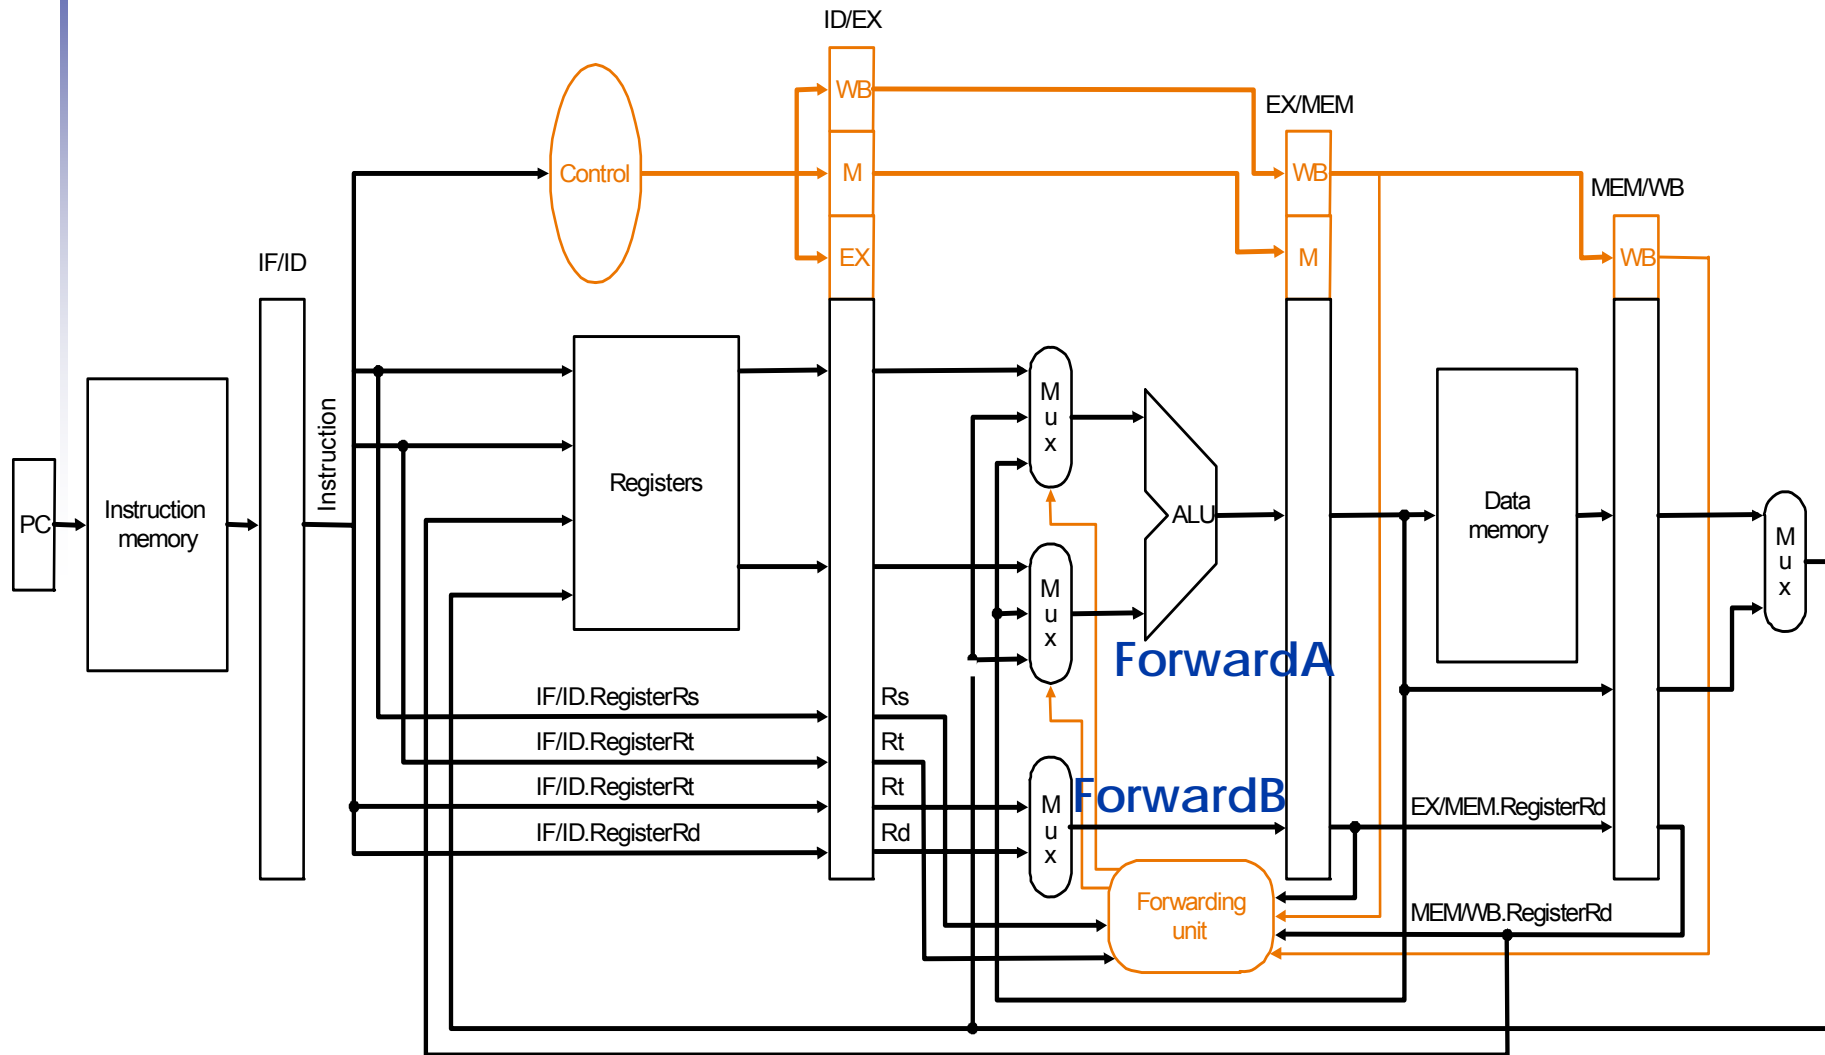 ID/EX
WB
EX/MEM
Control
M
WB
MEM/WB
IF/ID
EX
M
WB
Instruction
M
u
x
PC
Instruction
memory
Registers
ALU
Data
memory
M
u
x
M
u
x
ForwardA
IF/ID.RegisterRs
Rs
IF/ID.RegisterRt
Rt
IF/ID.RegisterRt
Rt
M
u
x
ForwardB
EX/MEM.RegisterRd
IF/ID.RegisterRd
Rd
Forwarding
unit
MEM/WB.RegisterRd